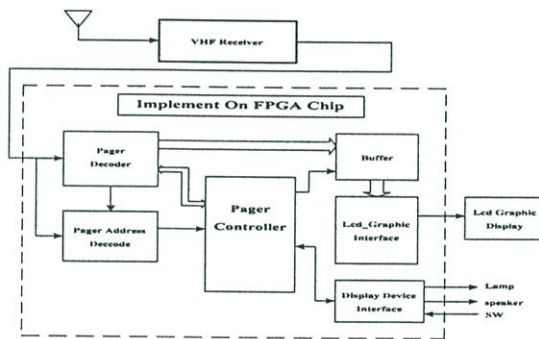 VHF Receiver
Implement On FPGA Chip
Pager
Decoder
Buffer
Pager
Controller
Pager Address
Deccode
Lcd_Graphic
Interface
Lcd Graphic
Display
Display Device
Interface
Lamp
speaker
SW